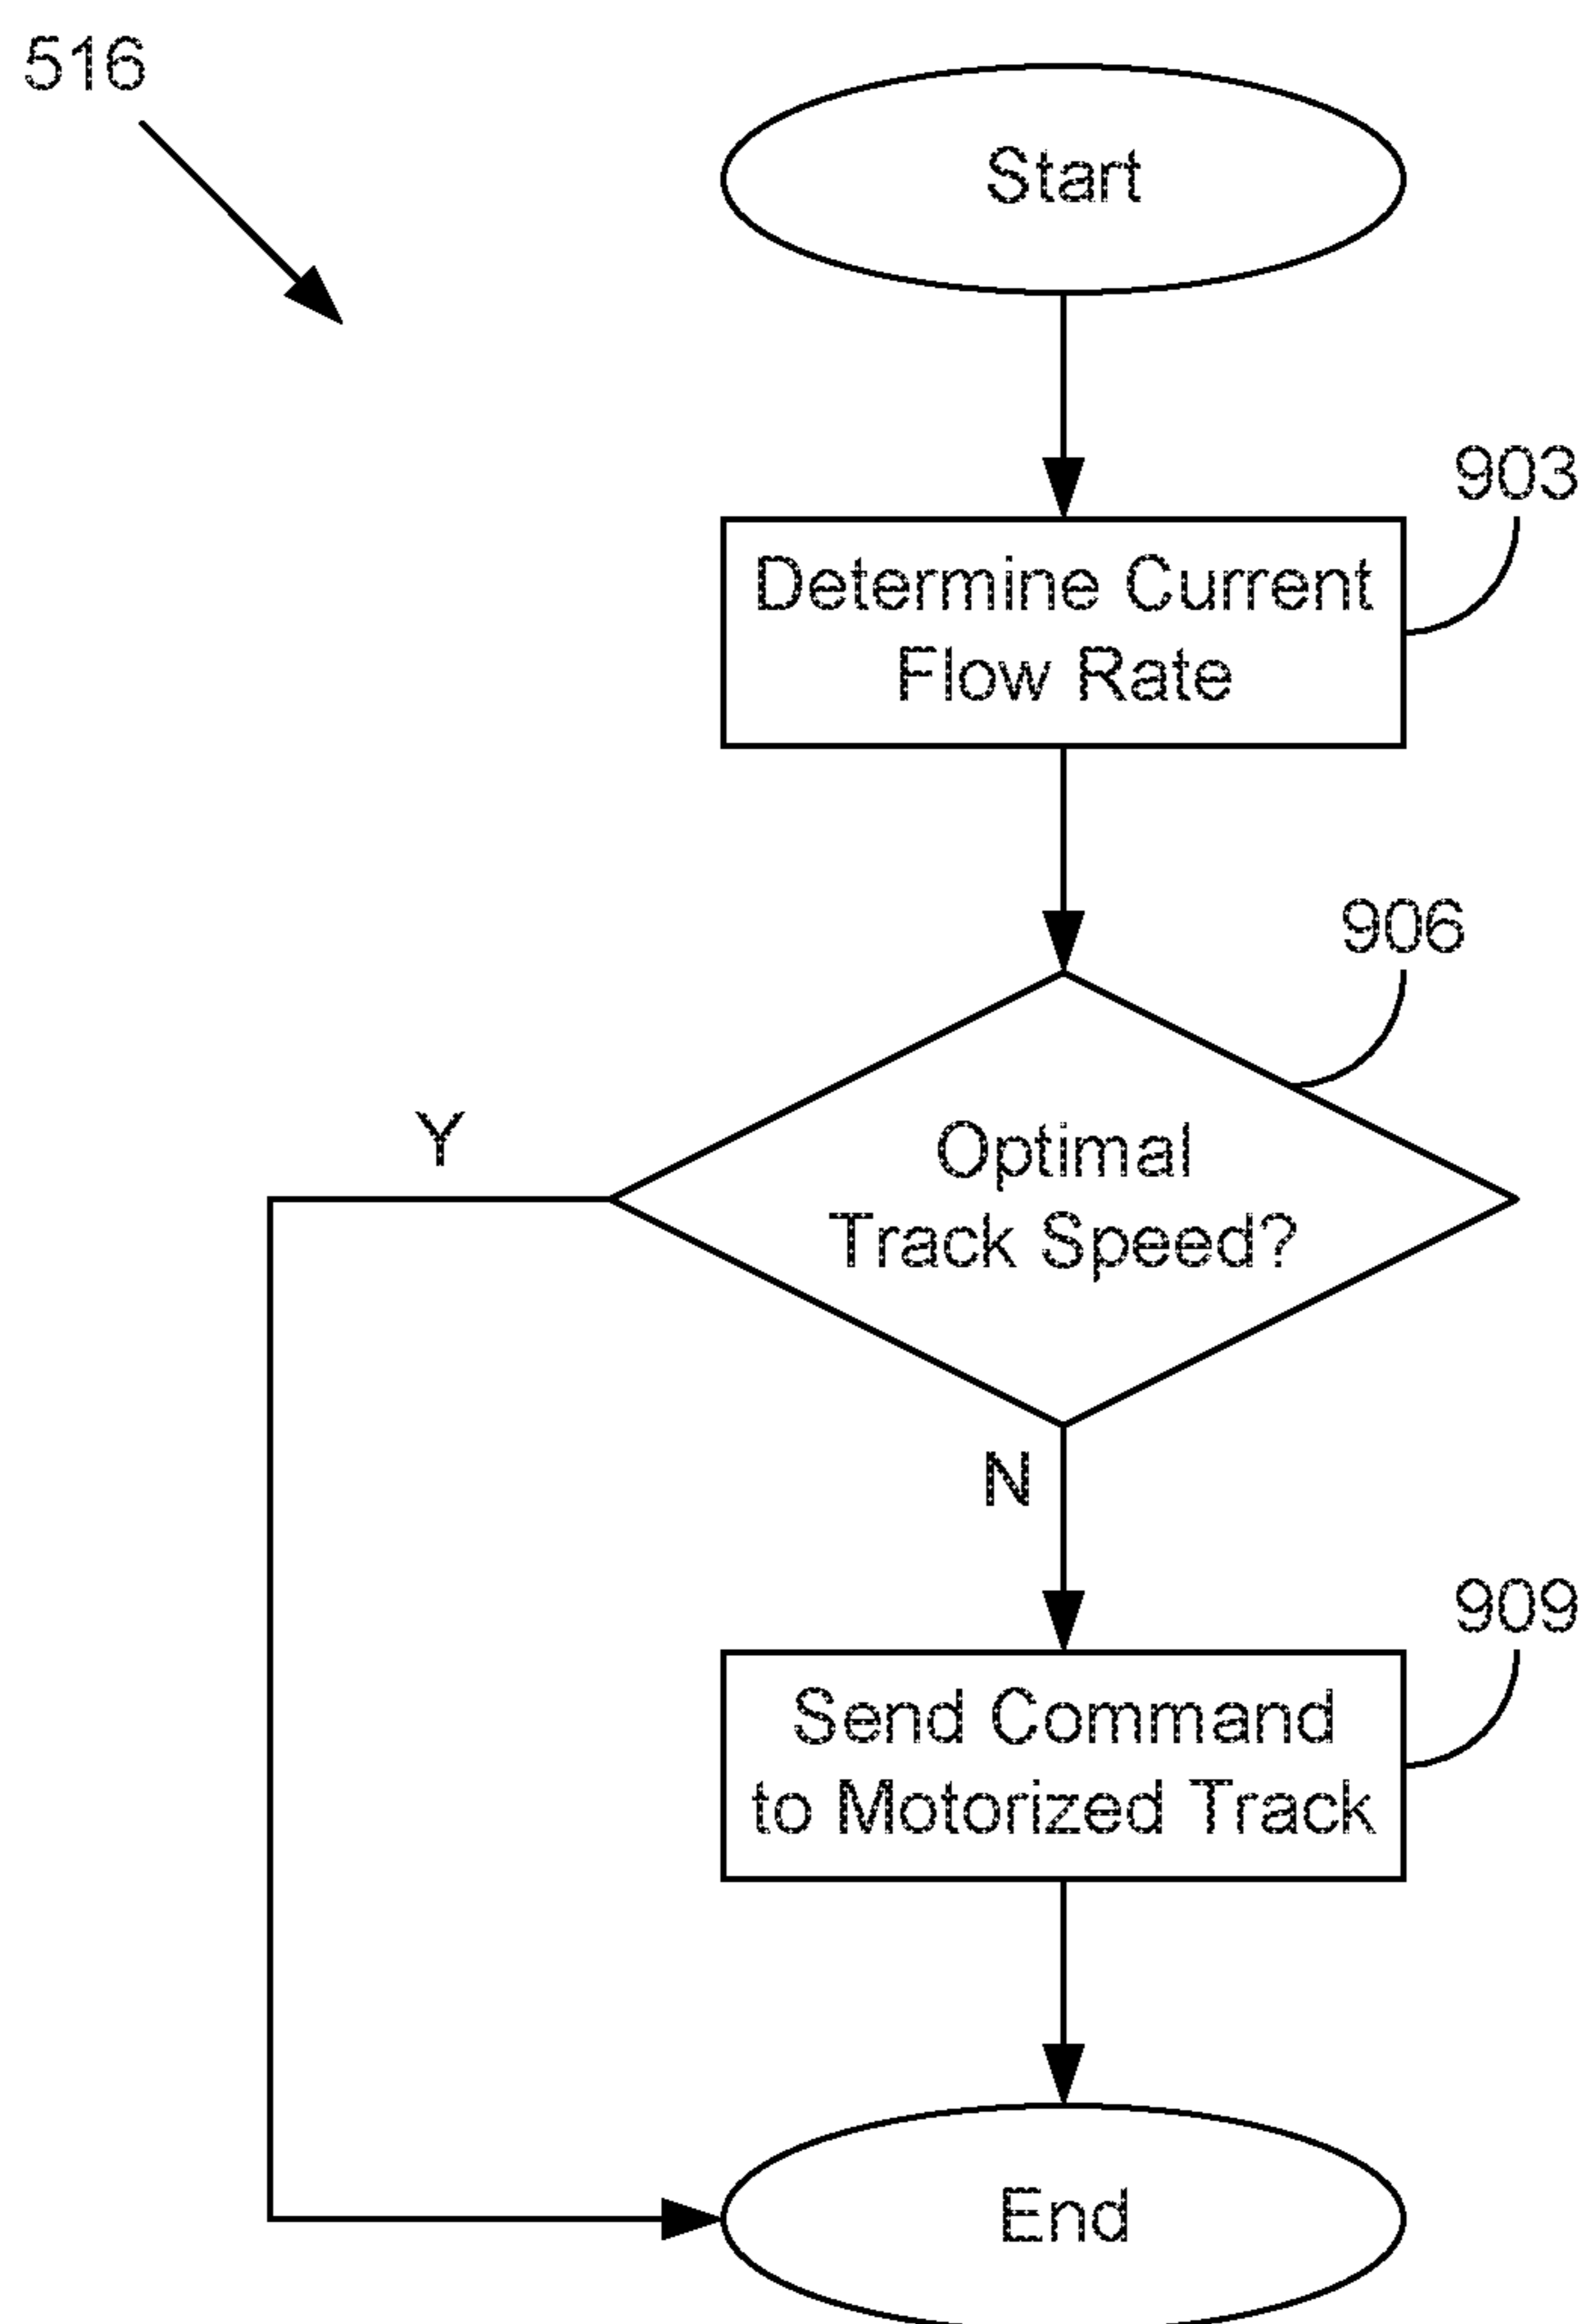 516
Start
903
Determine Current
Flow Rate
906
Y
Optimal
Track Speed?
N
909
Send Command
to Motorized Track
End